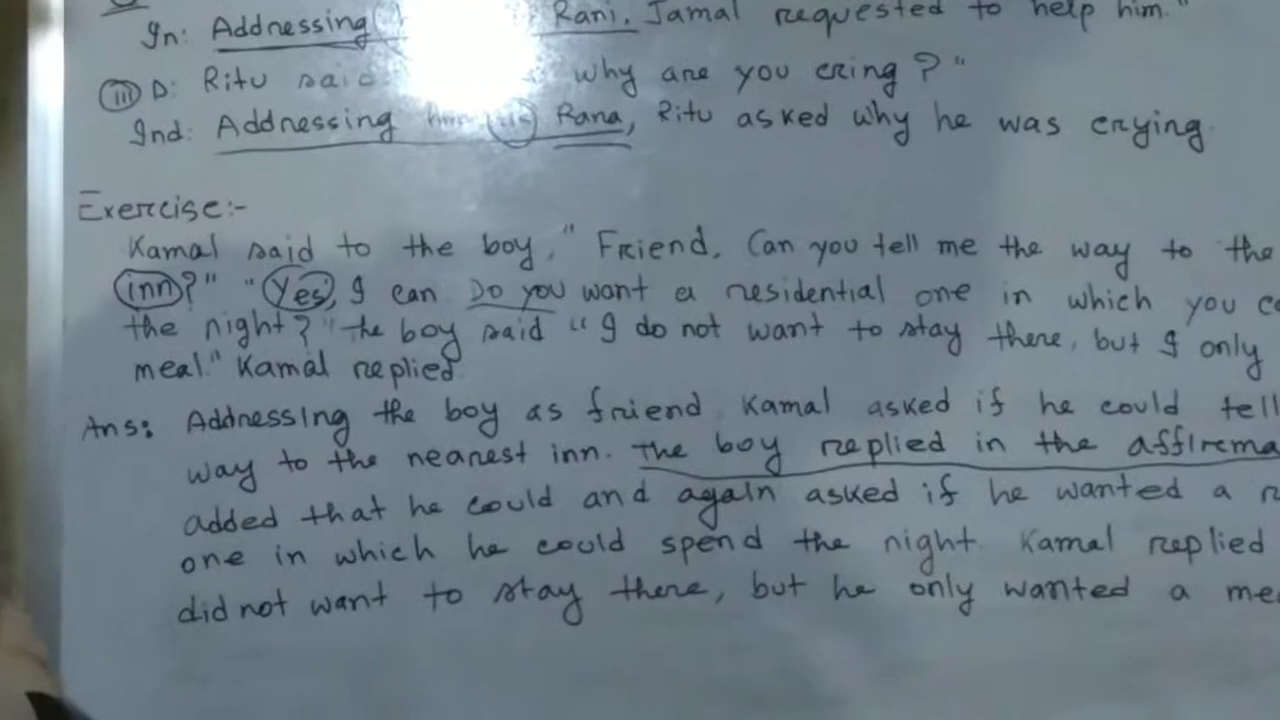 In: Addressing Rani, Jamal requested to help him."
(iii) D: Ritu said why are you cring?"
Ind: Addressing Rana, Ritu asked why he was crying
Exercise:-
Kamal said to the boy, "Friend, Can you tell me the way to the
inn?" "Yes, I can Do you want a residential one in which you
the night?" the boy said "I do not want to stay there, but I only
meal." Kamal replied
Ans: Addressing the boy as friend Kamal asked if he could tell
way to the nearest inn. The boy replied in the affirma
added that he could and again asked if he wanted a
one in which he could spend the night. Kamal replied
did not want to stay there, but he only wanted a